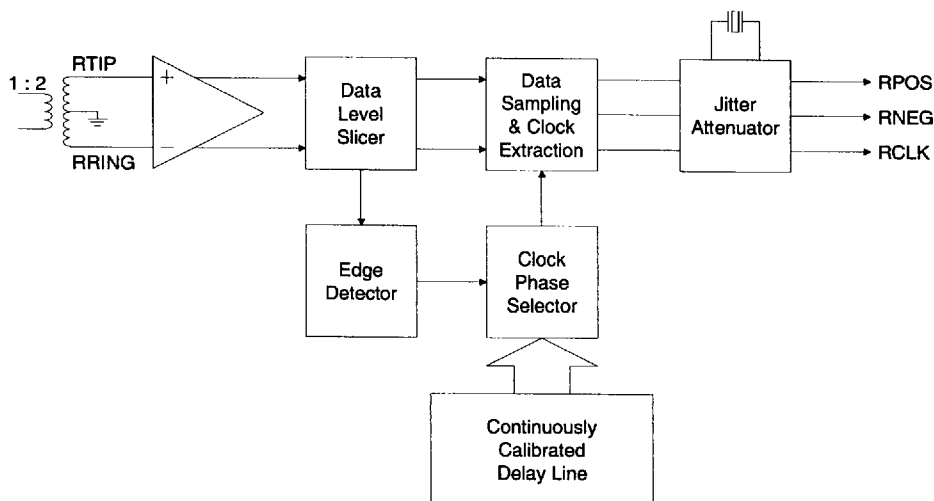 1 : 2
RTIP
RRING
+
−
Data
Level
Slicer
Data
Sampling
& Clock
Extraction
Jitter
Attenuator
RPOS
RNEG
RCLK
Edge
Detector
Clock
Phase
Selector
Continuously
Calibrated
Delay Line